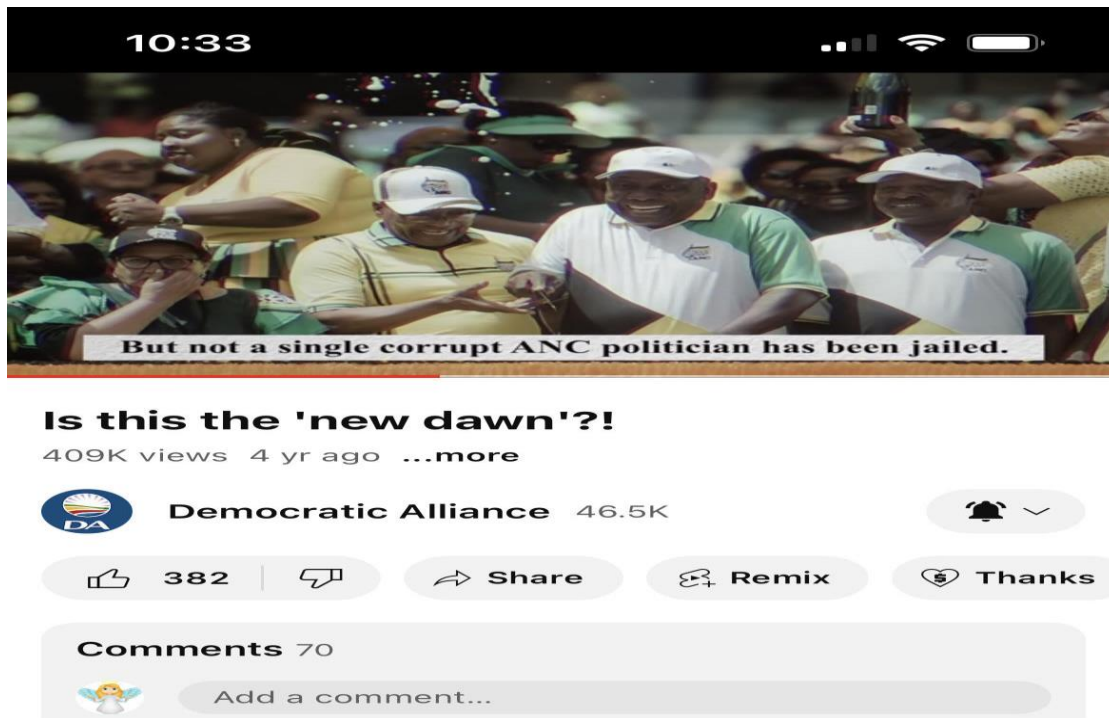 10:33
But not a single corrupt ANC politician has been jailed.
Is this the 'new dawn'?!
409K views 4 yr ago ...more
DA
Democratic Alliance 46.5K
382 Share Remix Thanks
Comments 70
Add a comment...